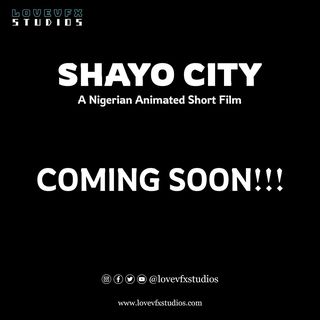 LOVEVFX
STUDIOS
SHAYO CITY
A Nigerian Animated Short Film
COMING SOON!!!
@lovevfxstudios
www.lovevfxstudios.com